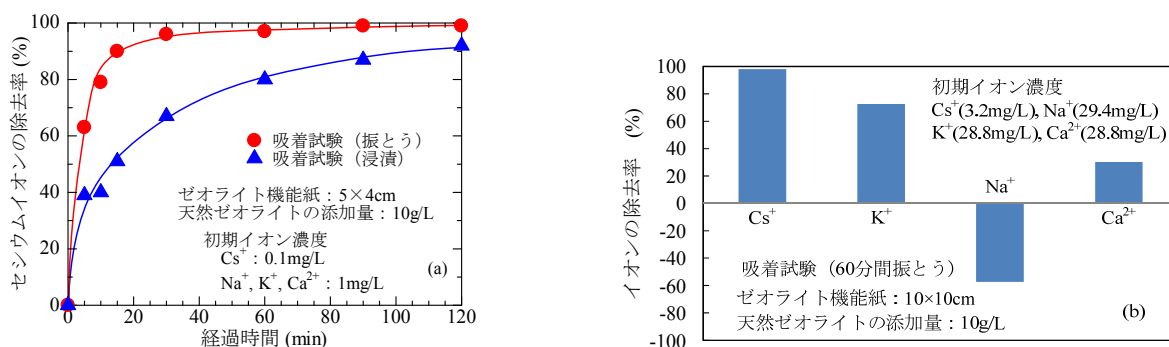 セシウムイオンの除去率 (%)
100
80
60
40
20
0
吸着試験（振とう）
吸着試験（浸漬）
ゼオライト機能紙：5×4cm
天然ゼオライトの添加量：10g/L
初期イオン濃度
Cs⁺：0.1mg/L
Na⁺, K⁺, Ca²⁺：1mg/L
(a)
0 20 40 60 80 100 120
経過時間 (min)
イオンの除去率 (%)
100
80
60
40
20
0
-20
-40
-60
-80
-100
初期イオン濃度
Cs⁺(3.2mg/L), Na⁺(29.4mg/L)
K⁺(28.8mg/L), Ca²⁺(28.8mg/L)
Na⁺
Cs⁺ K⁺ Ca²⁺
吸着試験（60分間振とう）
ゼオライト機能紙：10×10cm
天然ゼオライトの添加量：10g/L
(b)